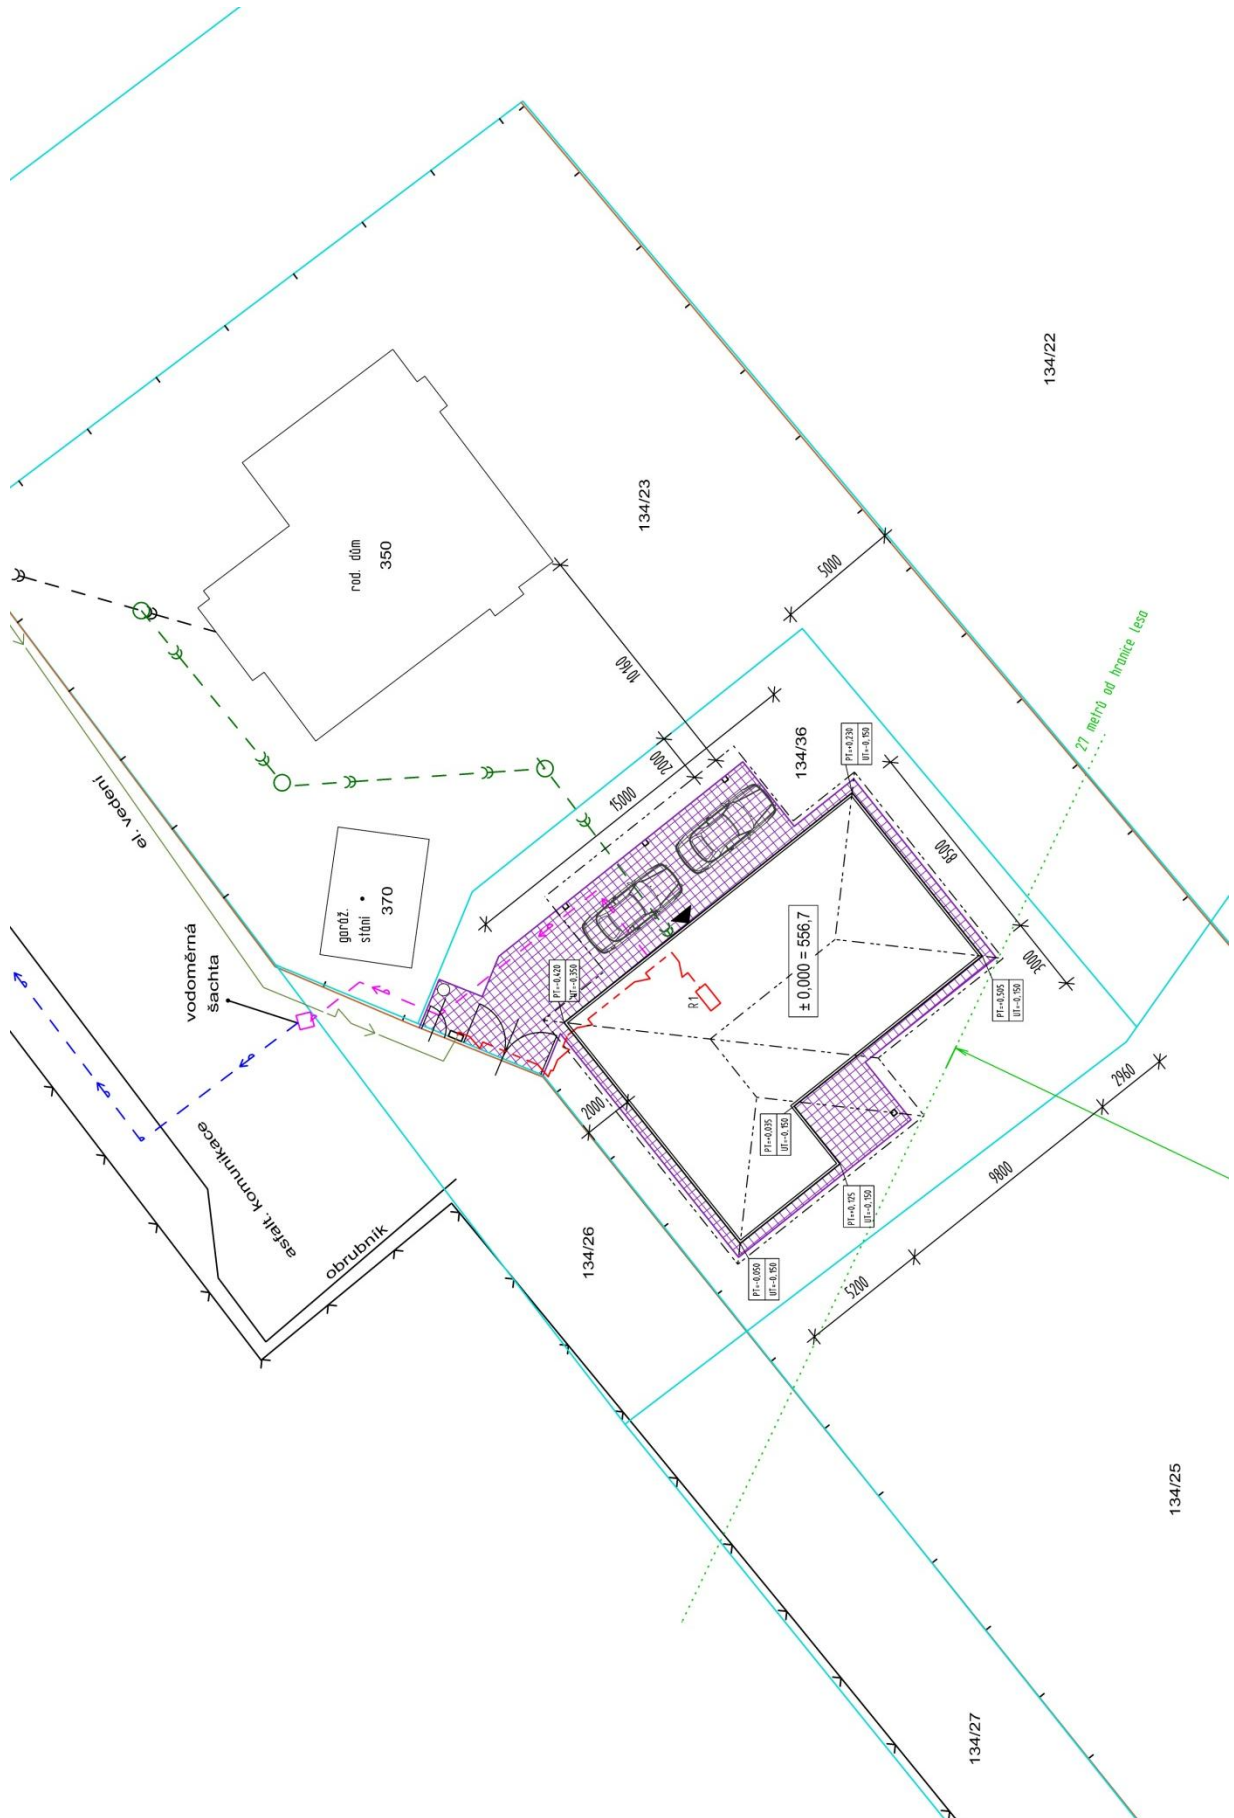 134/22
134/23
rod. dům
350
5000
27 metrů od hranice lesa
10160
el. vedení
2000
134/36
15000
PT=+0,230
UT=-0,150
garáž.
stání
370
8500
vodoměrná
šachta
PT=-0,420
UT=-0,350
R1
± 0,000 = 556,7
3000
PT=+0,505
UT=-0,150
asfalt. komunikace
2000
2960
PT=+0,035
UT=-0,150
obrubník
9800
PT=+0,125
UT=-0,150
134/26
PT=-0,050
UT=-0,150
5200
134/25
134/27